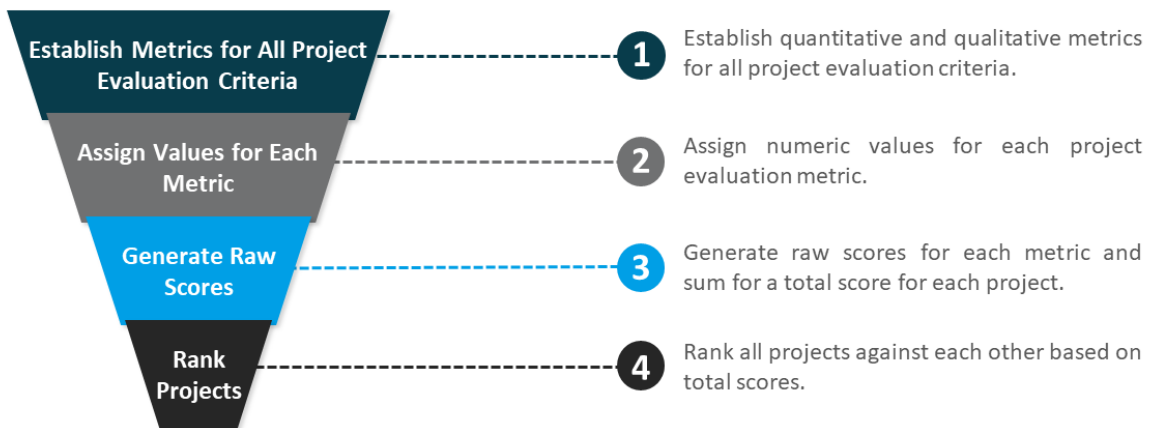 Establish Metrics for All Project
Evaluation Criteria
1
Establish quantitative and qualitative metrics
for all project evaluation criteria.
Assign Values for Each
Metric
2
Assign numeric values for each project
evaluation metric.
Generate Raw
Scores
3
Generate raw scores for each metric and
sum for a total score for each project.
Rank
Projects
4
Rank all projects against each other based on
total scores.